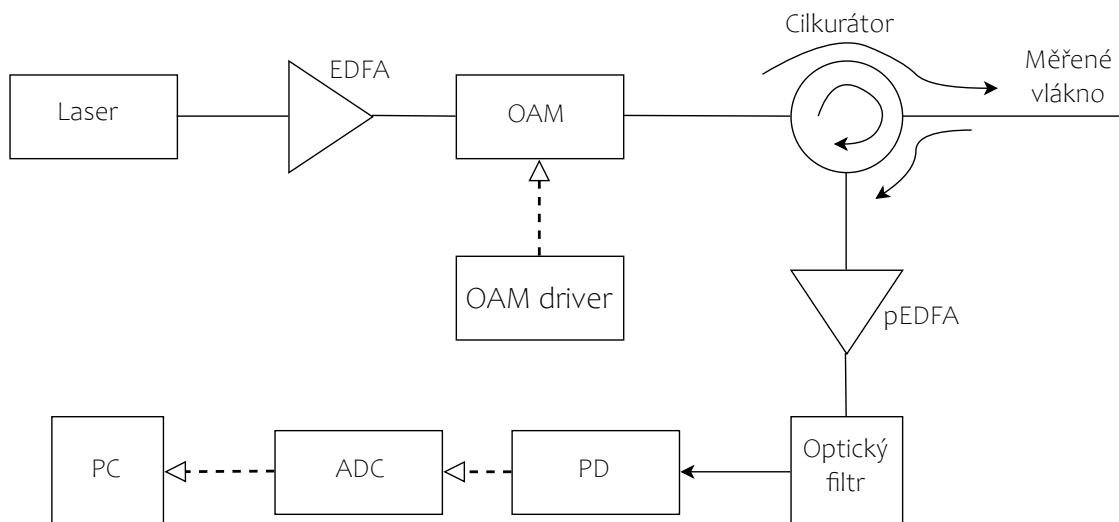 Cilkurátor
EDFA
Měřené
vlákno
Laser
OAM
OAM driver
pEDFA
Optický
filtr
PD
ADC
PC